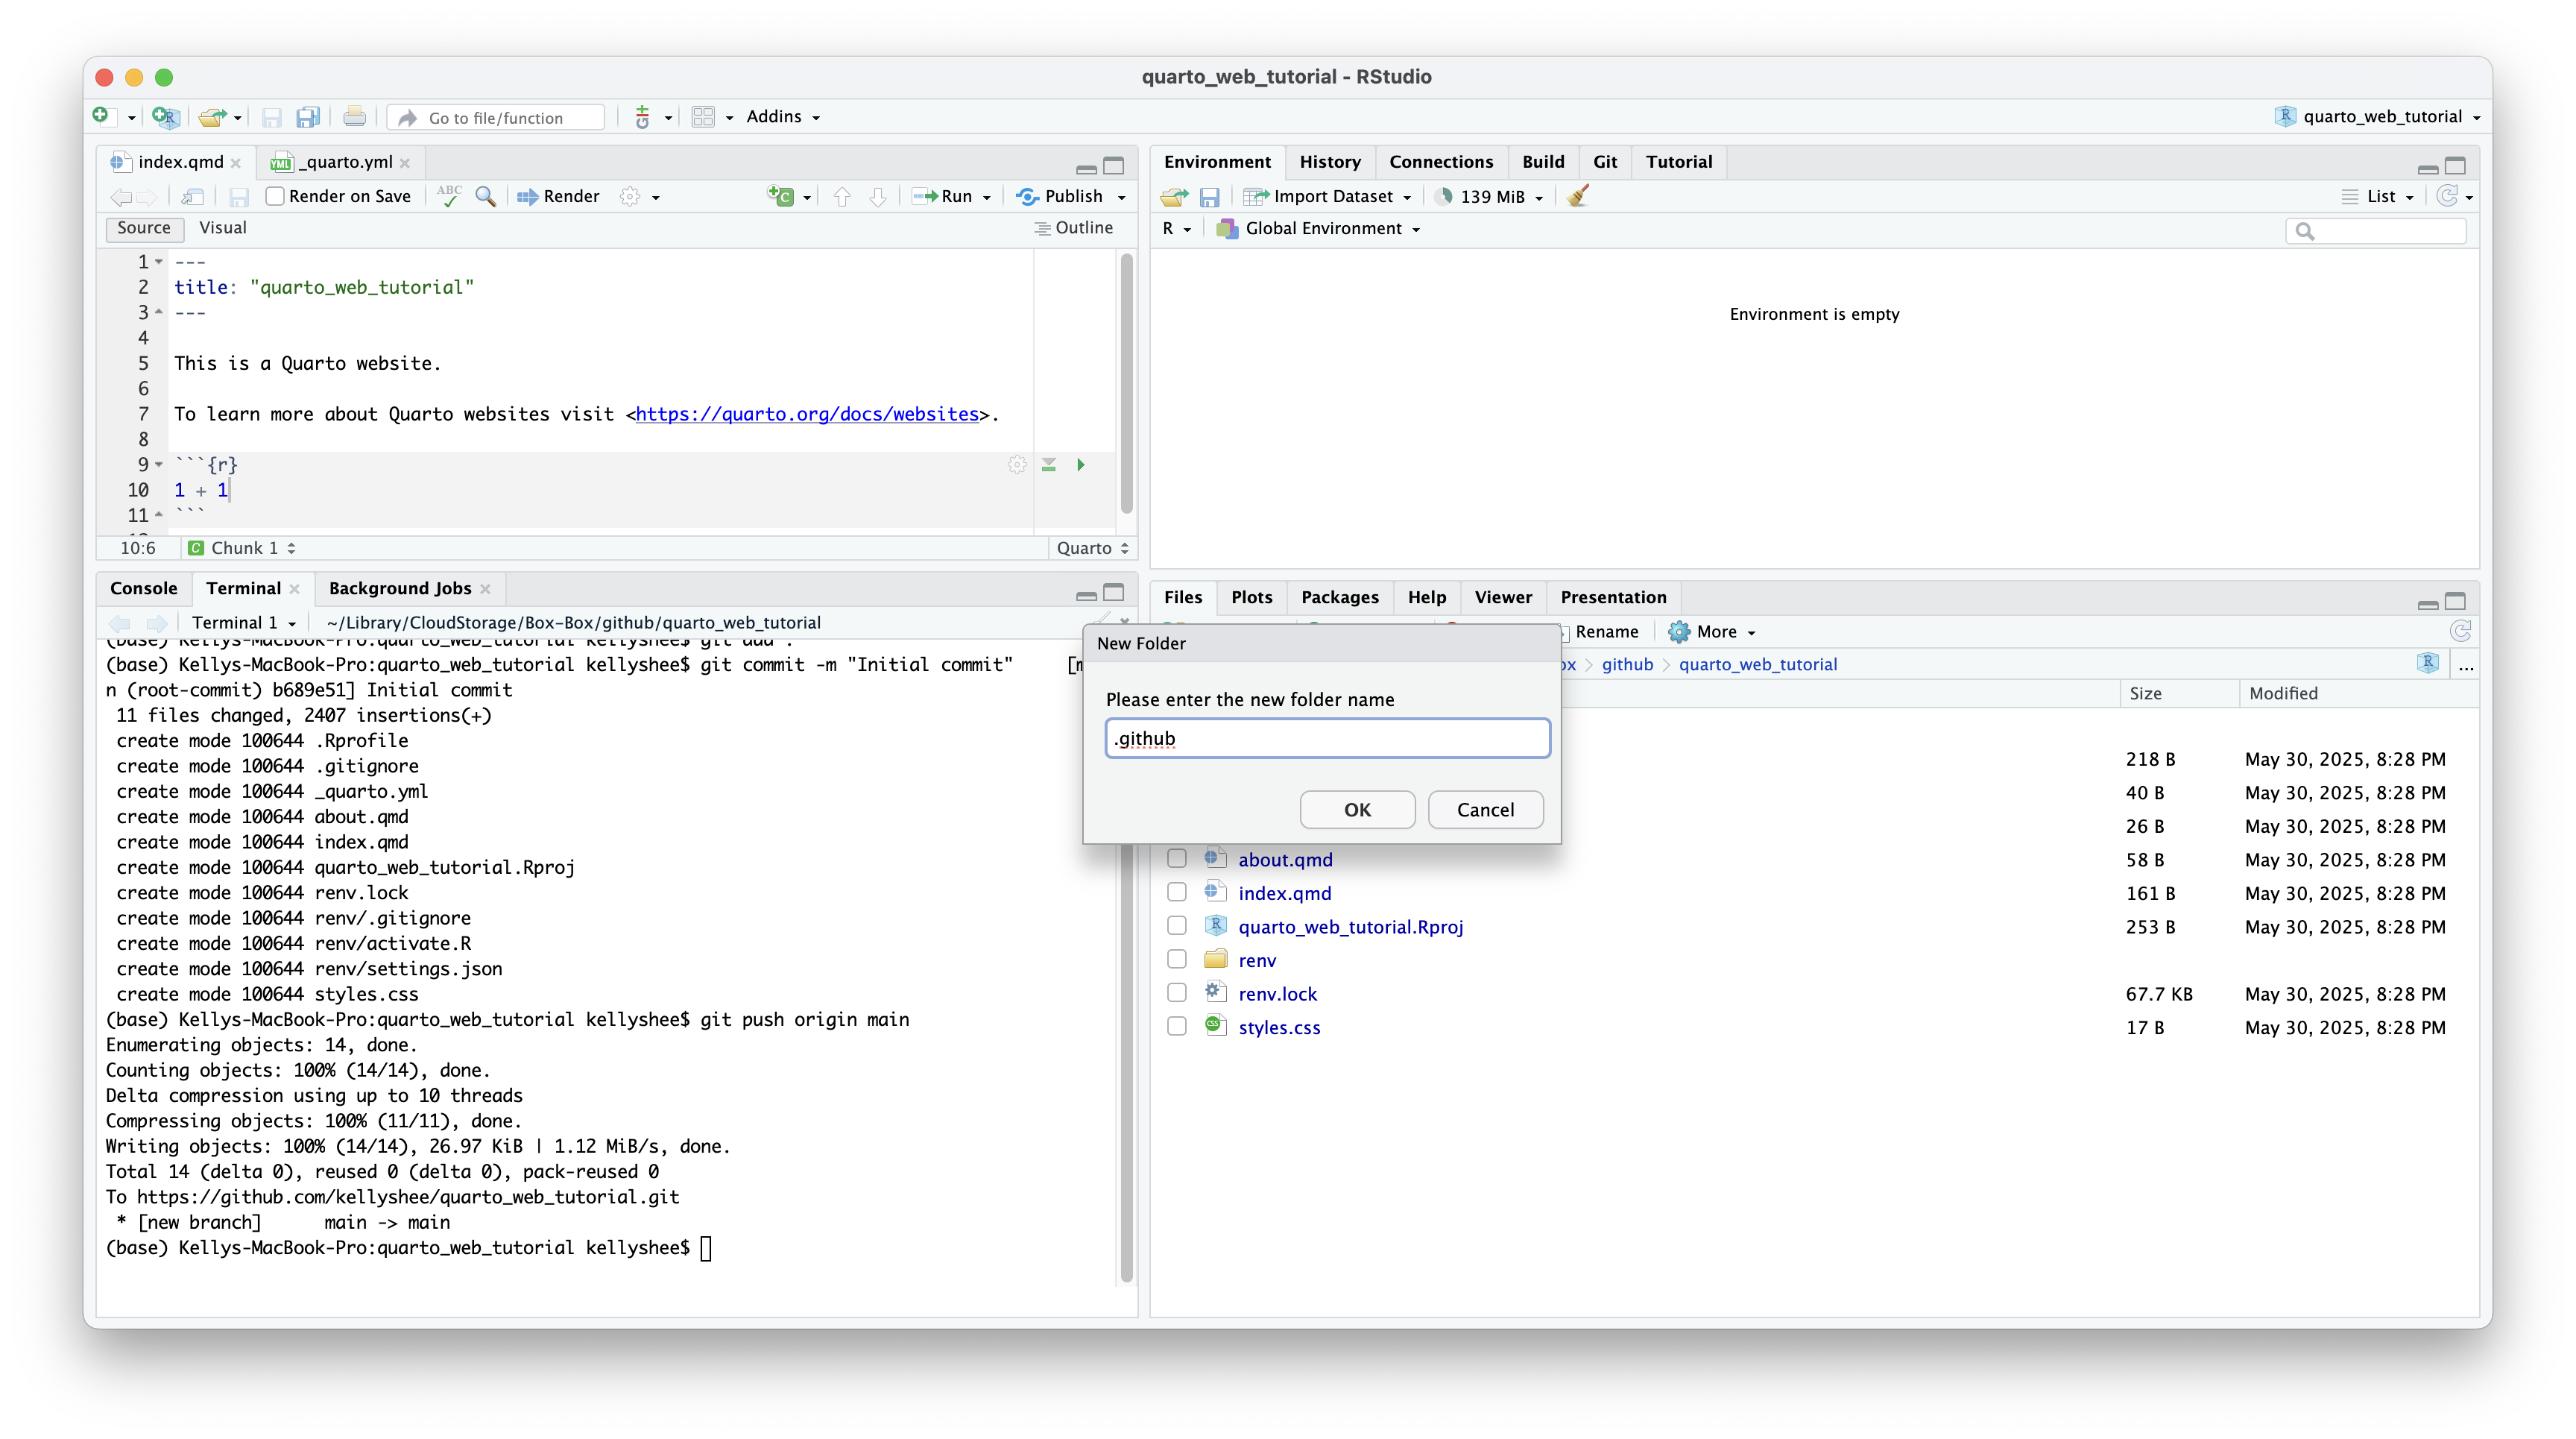 quarto_web_tutorial - RStudio
Go to file/function
Addins
quarto_web_tutorial
index.qmd
_quarto.yml
Render on Save
ABC
Render
Run
Publish
Source
Visual
Outline
1 ---
2 title: "quarto_web_tutorial"
3 ---
4
5 This is a Quarto website.
6
7 To learn more about Quarto websites visit <https://quarto.org/docs/websites>.
8
9 ```{r}
10 1 + 1
11 ```
10:6
Chunk 1
Quarto
Environment
History
Connections
Build
Git
Tutorial
Import Dataset
139 MiB
List
R
Global Environment
Environment is empty
Console
Terminal
Background Jobs
Terminal 1
~/Library/CloudStorage/Box-Box/github/quarto_web_tutorial
(base) Kellys-MacBook-Pro:quarto_web_tutorial kellyshee$ git add .
(base) Kellys-MacBook-Pro:quarto_web_tutorial kellyshee$ git commit -m "Initial commit" [m
n (root-commit) b689e51] Initial commit
11 files changed, 2407 insertions(+)
create mode 100644 .Rprofile
create mode 100644 .gitignore
create mode 100644 _quarto.yml
create mode 100644 about.qmd
create mode 100644 index.qmd
create mode 100644 quarto_web_tutorial.Rproj
create mode 100644 renv.lock
create mode 100644 renv/.gitignore
create mode 100644 renv/activate.R
create mode 100644 renv/settings.json
create mode 100644 styles.css
(base) Kellys-MacBook-Pro:quarto_web_tutorial kellyshee$ git push origin main
Enumerating objects: 14, done.
Counting objects: 100% (14/14), done.
Delta compression using up to 10 threads
Compressing objects: 100% (11/11), done.
Writing objects: 100% (14/14), 26.97 KiB | 1.12 MiB/s, done.
Total 14 (delta 0), reused 0 (delta 0), pack-reused 0
To https://github.com/kellyshee/quarto_web_tutorial.git
* [new branch] main -> main
(base) Kellys-MacBook-Pro:quarto_web_tutorial kellyshee$
New Folder
Please enter the new folder name
.github
OK
Cancel
Files
Plots
Packages
Help
Viewer
Presentation
Rename
More
ox > github > quarto_web_tutorial
...
Size
Modified
218 B May 30, 2025, 8:28 PM
40 B May 30, 2025, 8:28 PM
26 B May 30, 2025, 8:28 PM
about.qmd 58 B May 30, 2025, 8:28 PM
index.qmd 161 B May 30, 2025, 8:28 PM
quarto_web_tutorial.Rproj 253 B May 30, 2025, 8:28 PM
renv
renv.lock 67.7 KB May 30, 2025, 8:28 PM
styles.css 17 B May 30, 2025, 8:28 PM